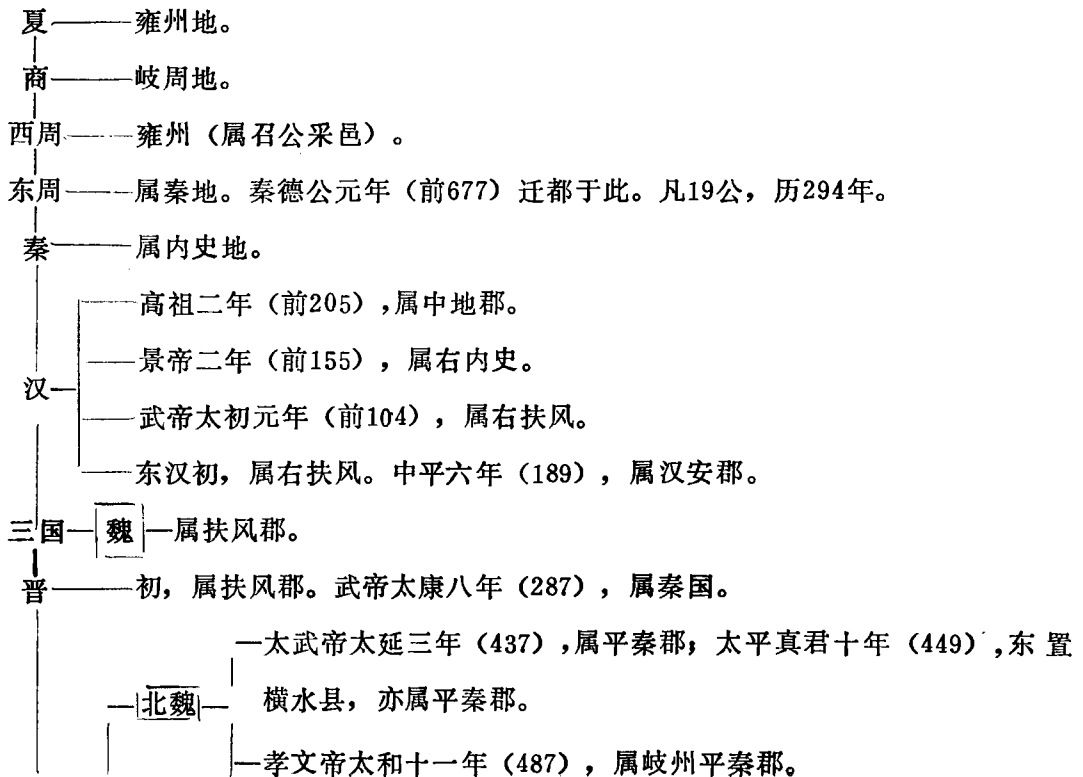 夏——雍州地。
商——岐周地。
西周——雍州（属召公采邑）。
东周——属秦地。秦德公元年（前677）迁都于此。凡19公，历294年。
秦——属内史地。
高祖二年（前205），属中地郡。
景帝二年（前155），属右内史。
汉
武帝太初元年（前104），属右扶风。
东汉初，属右扶风。中平六年（189），属汉安郡。
三国—魏—属扶风郡。
晋——初，属扶风郡。武帝太康八年（287），属秦国。
太武帝太延三年（437），属平秦郡；太平真君十年（449），东置
北魏 横水县，亦属平秦郡。
孝文帝太和十一年（487），属岐州平秦郡。